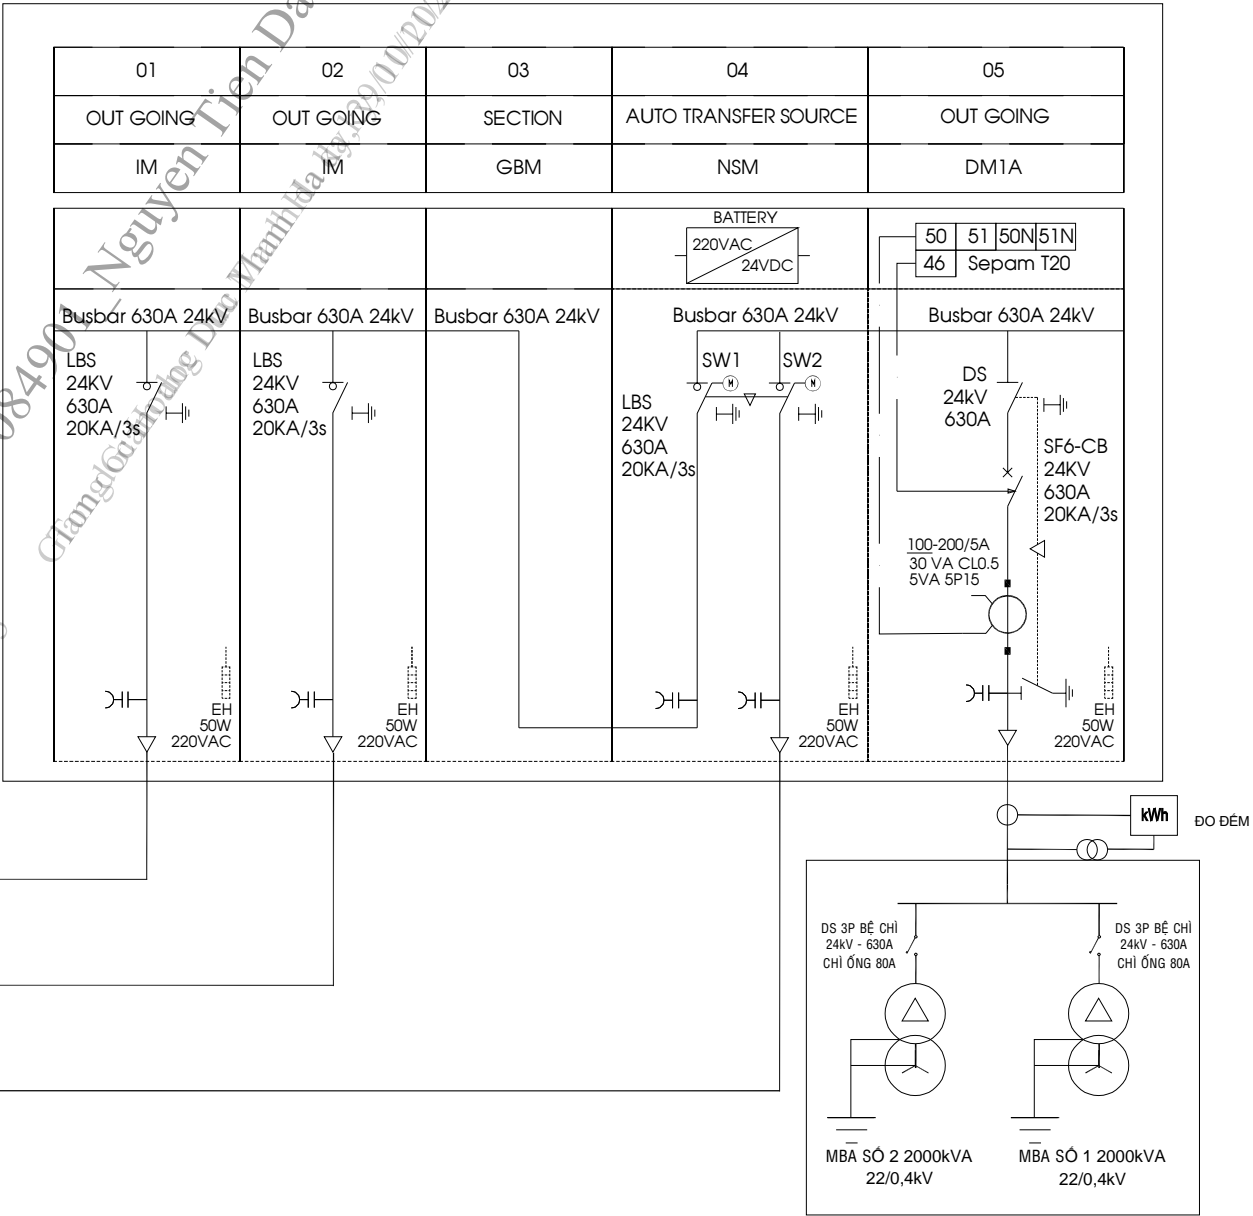 01
02
03
04
05
OUT GOING
OUT GOING
SECTION
AUTO TRANSFER SOURCE
OUT GOING
IM
IM
GBM
NSM
DM1A
BATTERY
220VAC
24VDC
50 51 50N 51N
46 Sepam T20
Busbar 630A 24kV
Busbar 630A 24kV
Busbar 630A 24kV
Busbar 630A 24kV
Busbar 630A 24kV
LBS
24KV
630A
20KA/3s
LBS
24KV
630A
20KA/3s
SW1
SW2
M
LBS
24KV
630A
20KA/3s
DS
24kV
630A
SF6-CB
24KV
630A
20KA/3s
100-200/5A
30 VA CL0.5
5VA 5P15
EH
50W
220VAC
EH
50W
220VAC
EH
50W
220VAC
EH
50W
220VAC
kWh
ĐO ĐẾM
DS 3P BỆ CHÌ
24kV - 630A
CHÌ ỐNG 80A
DS 3P BỆ CHÌ
24kV - 630A
CHÌ ỐNG 80A
MBA SỐ 2 2000kVA
22/0,4kV
MBA SỐ 1 2000kVA
22/0,4kV
084901_Nguyen Tien